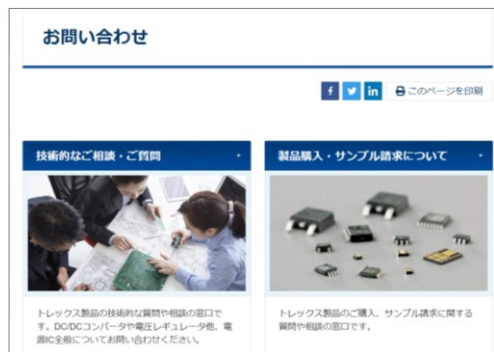 お問い合わせ
このページを印刷
技術的なご相談・ご質問
製品購入・サンプル請求について
トレックス製品の技術的な質問や相談の窓口で
す。DC/DCコンバータや電圧レギュレータ他、電
源IC全般についてお問い合わせください。
トレックス製品のご購入、サンプル請求に関する
質問や相談の窓口です。